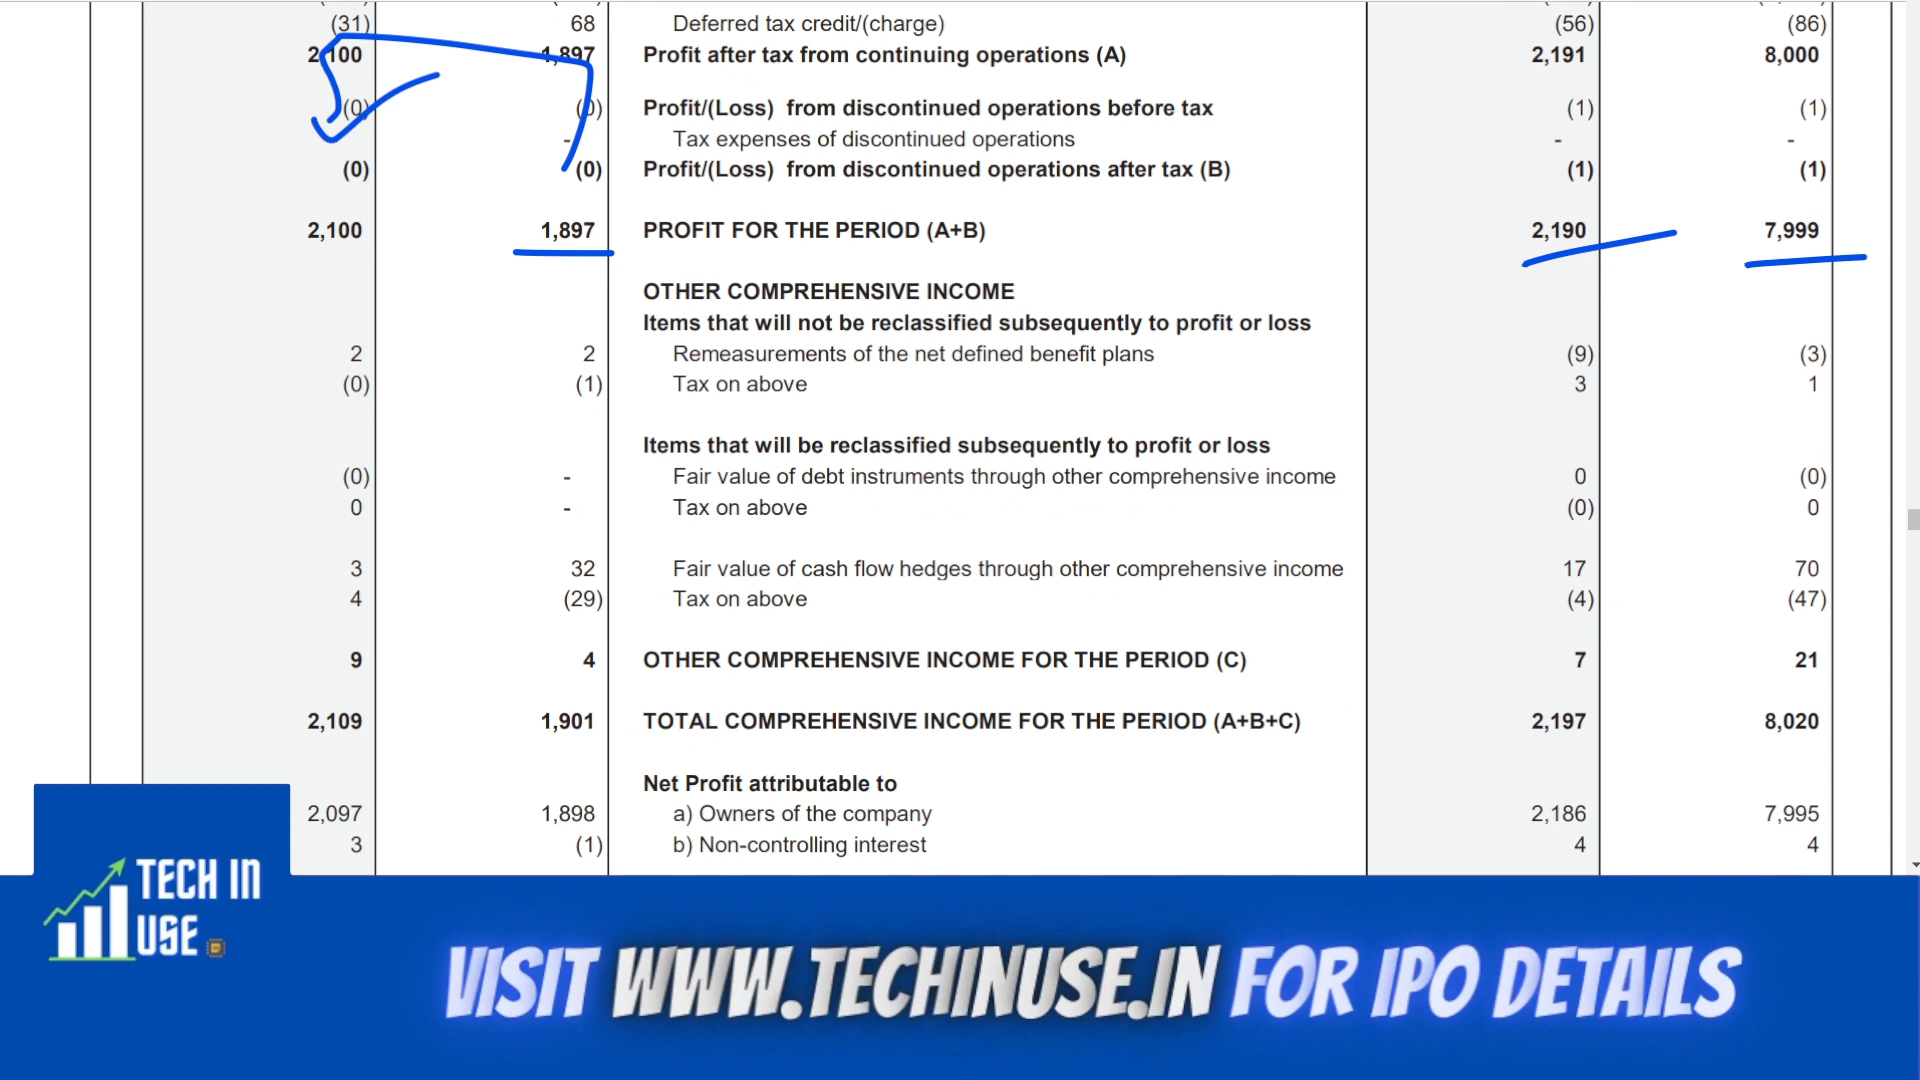 (31) 68 Deferred tax credit/(charge) (56) (86)
2,100 1,897 Profit after tax from continuing operations (A) 2,191 8,000
(0) (0) Profit/(Loss) from discontinued operations before tax (1) (1)
- Tax expenses of discontinued operations - -
(0) (0) Profit/(Loss) from discontinued operations after tax (B) (1) (1)
2,100 1,897 PROFIT FOR THE PERIOD (A+B) 2,190 7,999
OTHER COMPREHENSIVE INCOME
Items that will not be reclassified subsequently to profit or loss
2 2 Remeasurements of the net defined benefit plans (9) (3)
(0) (1) Tax on above 3 1
Items that will be reclassified subsequently to profit or loss
(0) - Fair value of debt instruments through other comprehensive income 0 (0)
0 - Tax on above (0) 0
3 32 Fair value of cash flow hedges through other comprehensive income 17 70
4 (29) Tax on above (4) (47)
9 4 OTHER COMPREHENSIVE INCOME FOR THE PERIOD (C) 7 21
2,109 1,901 TOTAL COMPREHENSIVE INCOME FOR THE PERIOD (A+B+C) 2,197 8,020
Net Profit attributable to
2,097 1,898 a) Owners of the company 2,186 7,995
3 (1) b) Non-controlling interest 4 4
TECH IN
USE
VISIT WWW.TECHINUSE.IN FOR IPO DETAILS